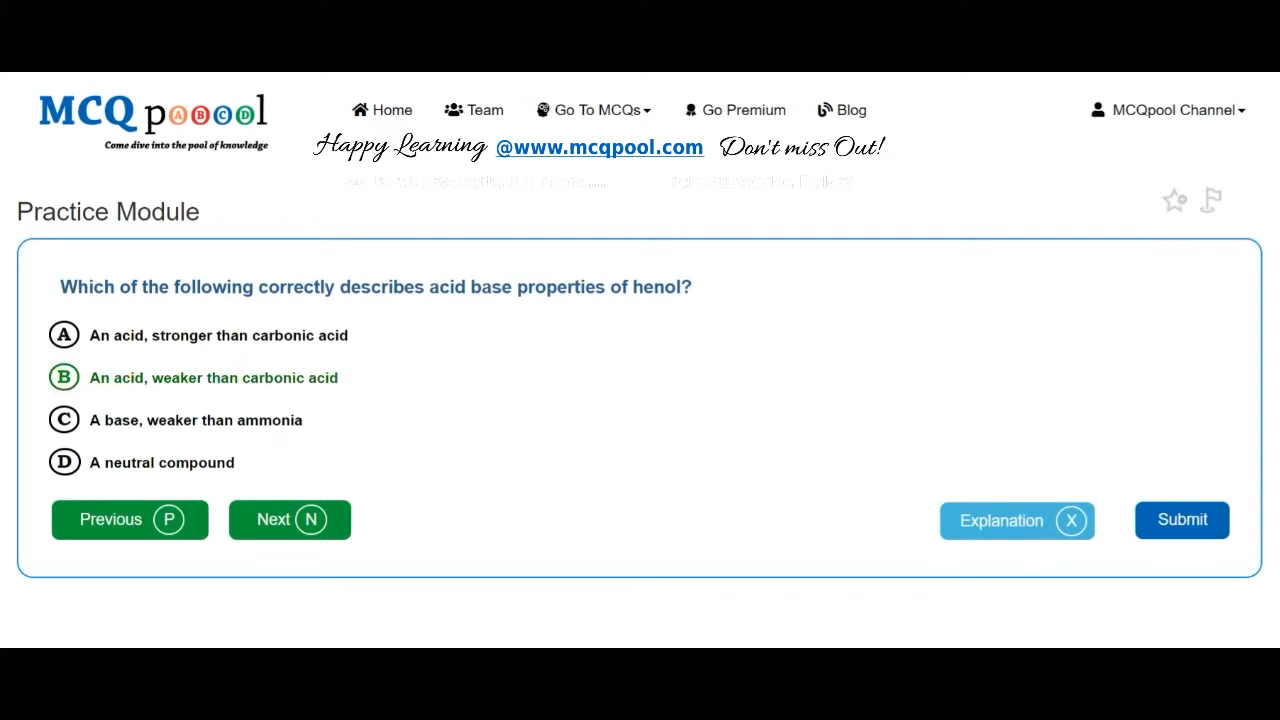 MCQ pooool
Come dive into the pool of knowledge
Home Team Go To MCQs Go Premium Blog MCQpool Channel
Happy Learning @www.mcqpool.com Don't miss Out!
Practice Module
Which of the following correctly describes acid base properties of henol?
A An acid, stronger than carbonic acid
B An acid, weaker than carbonic acid
C A base, weaker than ammonia
D A neutral compound
Previous P Next N Explanation X Submit